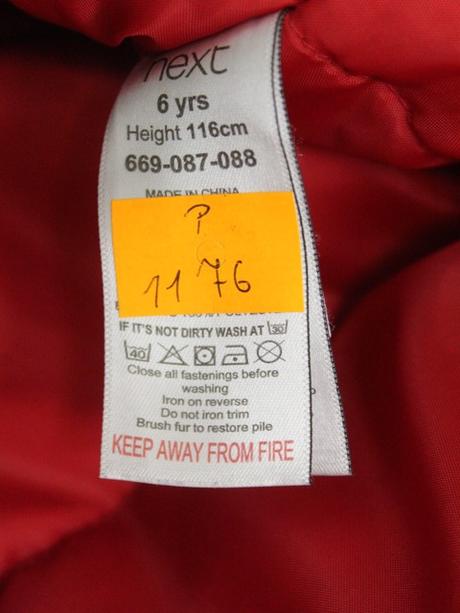 next
6 yrs
Height 116cm
669-087-088
MADE IN CHINA
P
11 76
IF IT'S NOT DIRTY WASH AT 30
40
Close all fastenings before
washing
Iron on reverse
Do not iron trim
Brush fur to restore pile
KEEP AWAY FROM FIRE